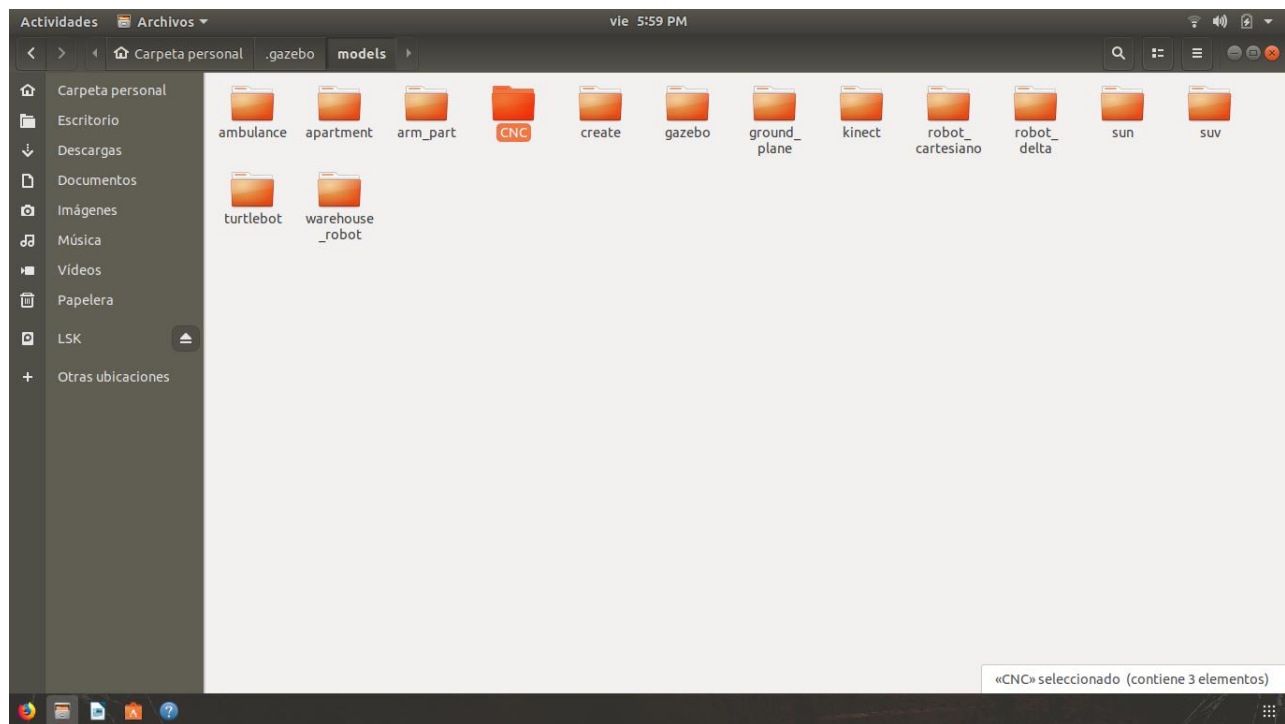 Actividades Archivos vie 5:59 PM
Carpeta personal .gazebo models
Carpeta personal
Escritorio
Descargas
Documentos
Imágenes
Música
Vídeos
Papelera
LSK
+ Otras ubicaciones
ambulance apartment arm_part CNC create gazebo ground_ kinect robot_ robot_ sun suv
plane cartesiano delta
turtlebot warehouse
_robot
«CNC» seleccionado (contiene 3 elementos)